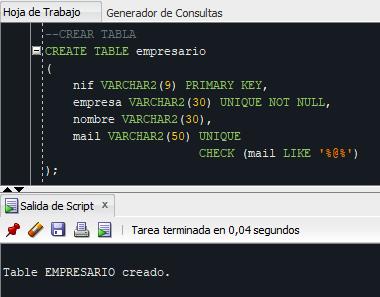 Hoja de Trabajo Generador de Consultas
--CREAR TABLA
CREATE TABLE empresario
(
nif VARCHAR2(9) PRIMARY KEY,
empresa VARCHAR2(30) UNIQUE NOT NULL,
nombre VARCHAR2(30),
mail VARCHAR2(50) UNIQUE
CHECK (mail LIKE '%@%')
);
Salida de Script x
Tarea terminada en 0,04 segundos
Table EMPRESARIO creado.